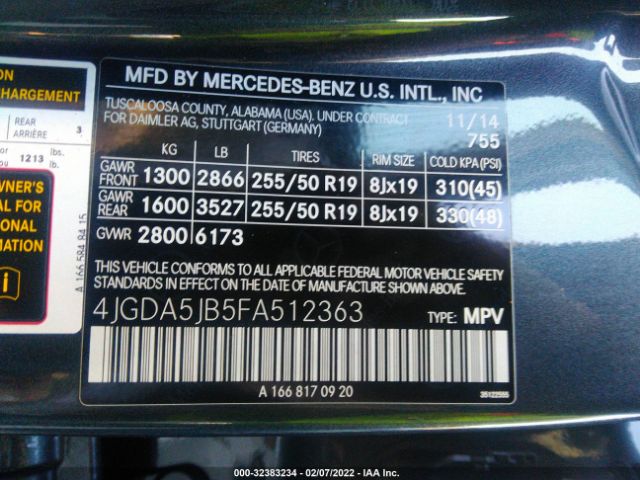 ON
CHARGEMENT
REAR
ARRIÈRE 3
or
ou 1213 lbs.
lb.
WNER'S
AL FOR
IONAL
MATION
i
A 166 584 84 15
MFD BY MERCEDES-BENZ U.S. INTL., INC
TUSCALOOSA COUNTY, ALABAMA (USA). UNDER CONTRACT 11/14
FOR DAIMLER AG, STUTTGART (GERMANY) 755
KG LB TIRES RIM SIZE COLD KPA(PSI)
GAWR
FRONT 1300 2866 255/50 R19 8Jx19 310(45)
GAWR
REAR 1600 3527 255/50 R19 8Jx19 330(48)
GVWR 2800 6173
THIS VEHICLE CONFORMS TO ALL APPLICABLE FEDERAL MOTOR VEHICLE SAFETY
STANDARDS IN EFFECT ON THE DATE OF MANUFACTURE SHOWN ABOVE.
4JGDA5JB5FA512363 TYPE: MPV
A 166 817 09 20
000-32383234 - 02/07/2022 - IAA Inc.